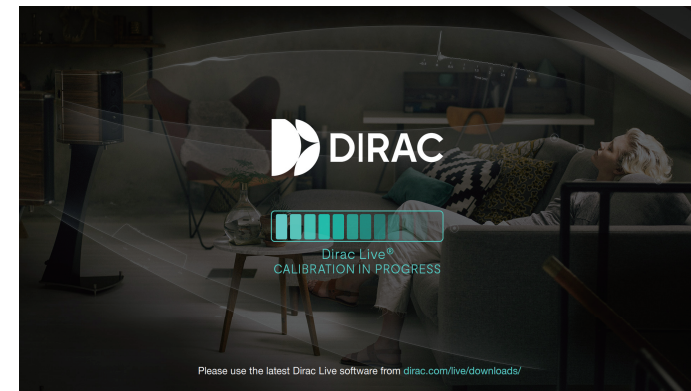 DIRAC
Dirac Live®
CALIBRATION IN PROGRESS
Please use the latest Dirac Live software from dirac.com/live/downloads/